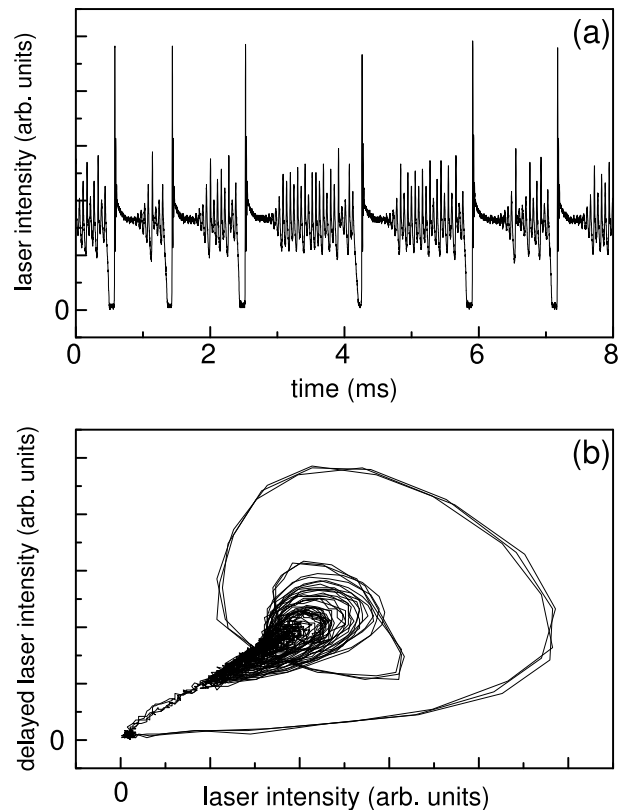 (a)
laser intensity (arb. units)
0
0 2 4 6 8
time (ms)
(b)
delayed laser intensity (arb. units)
0
0
laser intensity (arb. units)